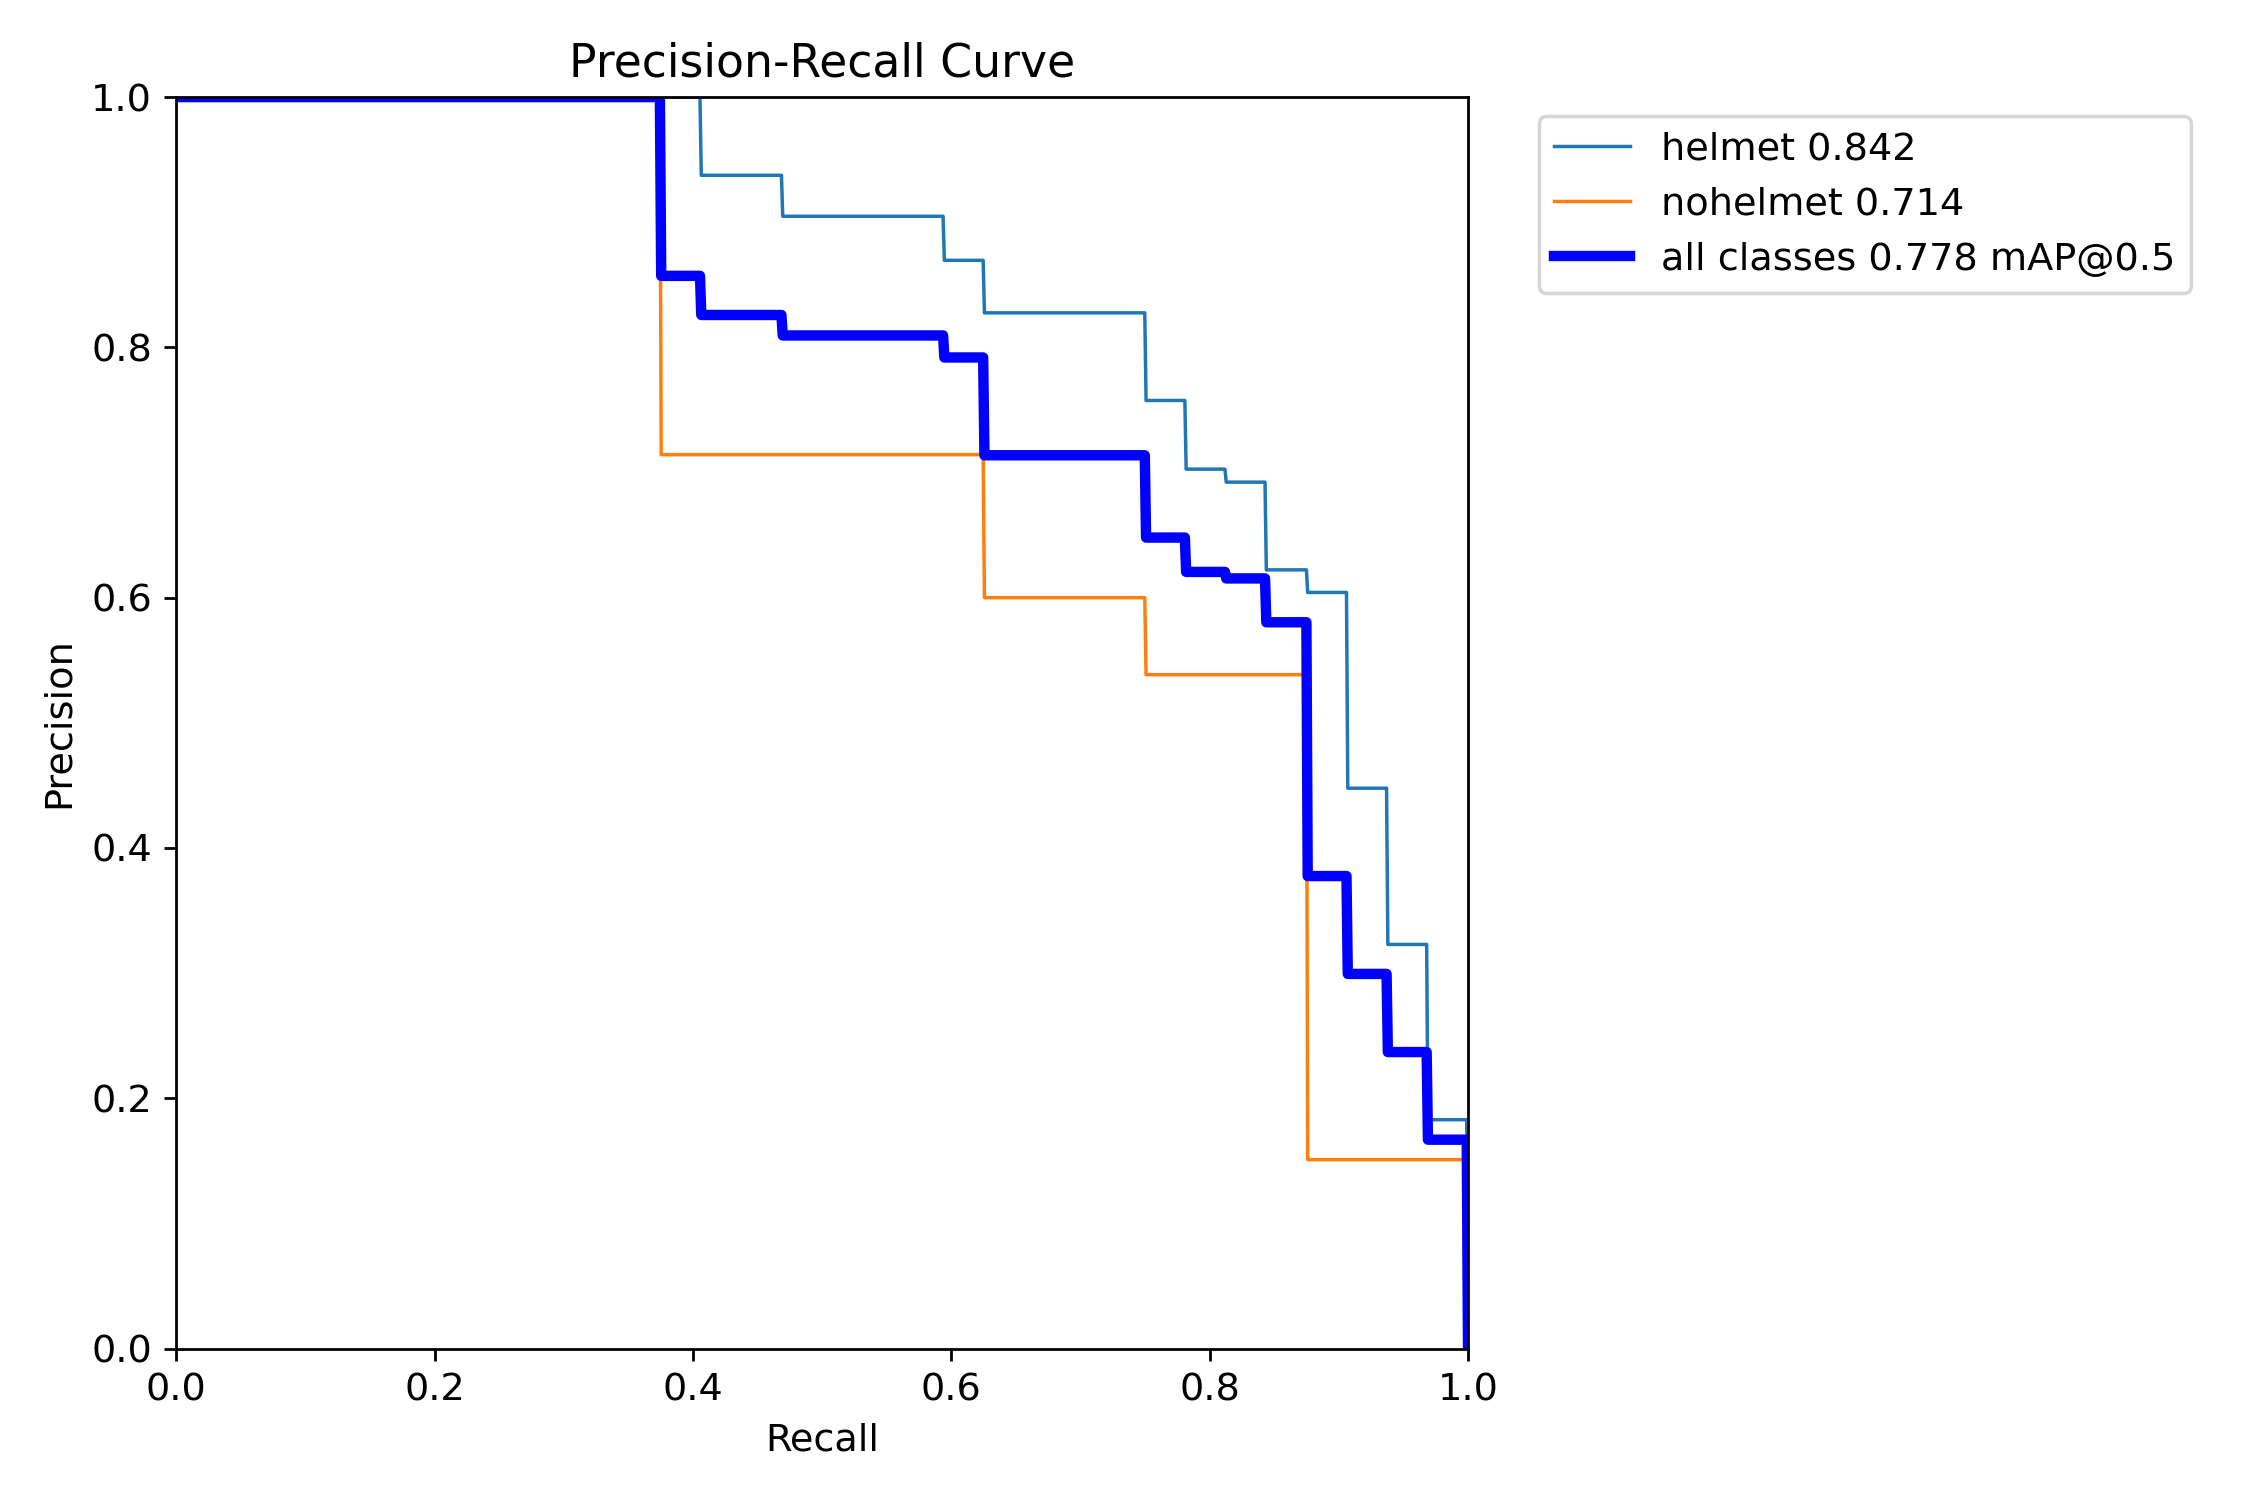 Precision-Recall Curve
helmet 0.842
nohelmet 0.714
all classes 0.778 mAP@0.5
Precision
1.0
0.8
0.6
0.4
0.2
0.0
0.0 0.2 0.4 0.6 0.8 1.0
Recall